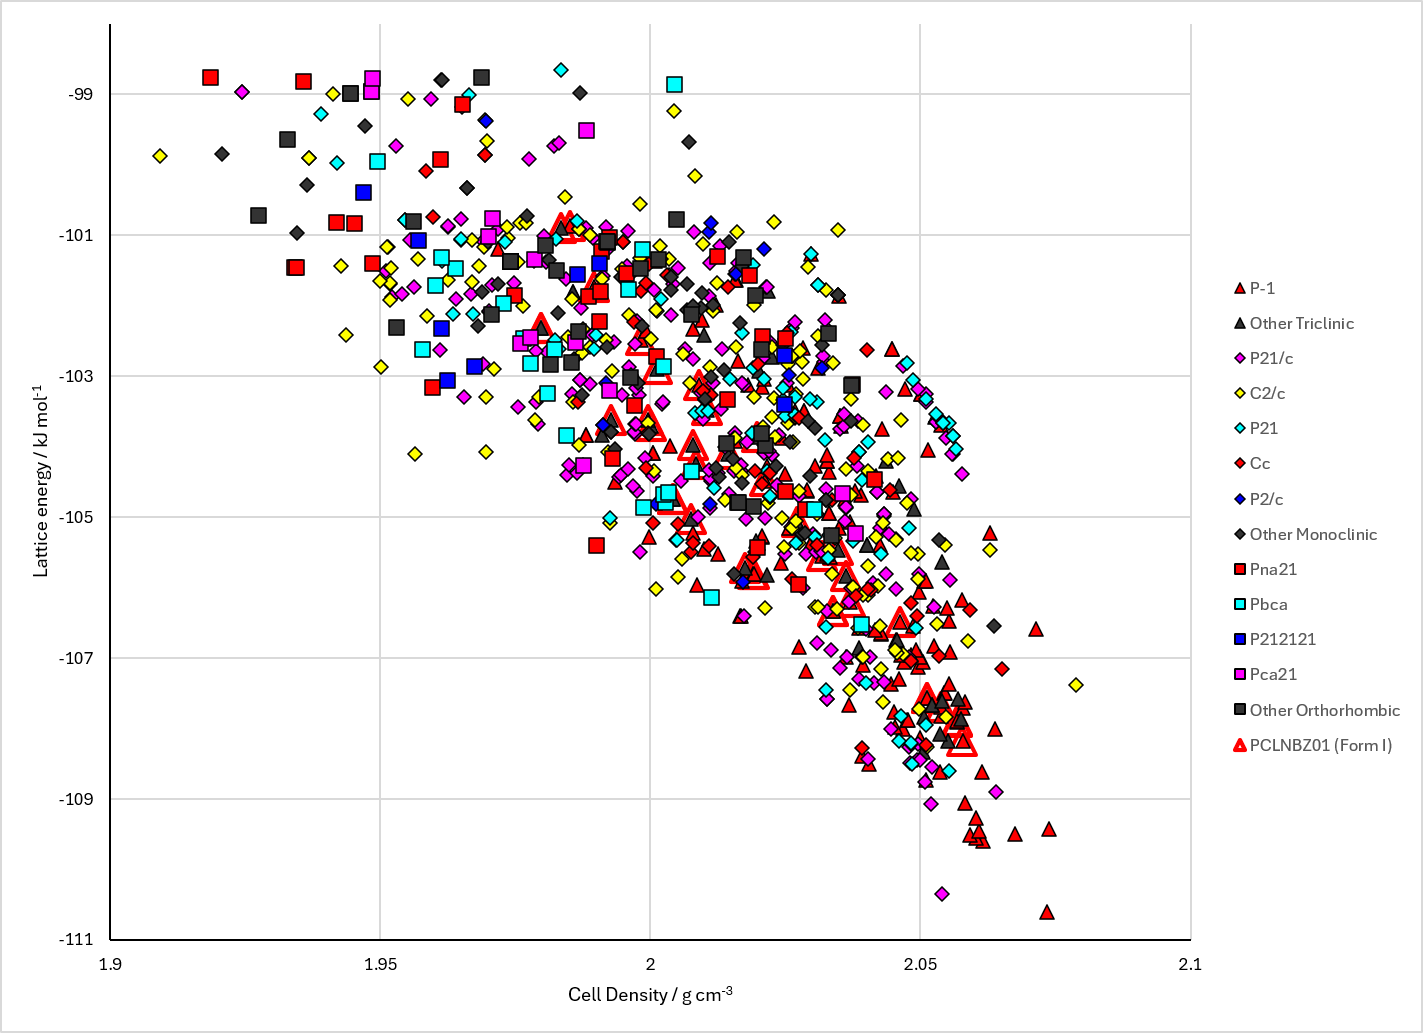 -99
-101
-103
-105
-107
-109
-111
Lattice energy / kJ mol-1
1.9
1.95
2
2.05
2.1
Cell Density / g cm-3
P-1
Other Triclinic
P21/c
C2/c
P21
Cc
P2/c
Other Monoclinic
Pna21
Pbca
P212121
Pca21
Other Orthorhombic
PCLNBZ01 (Form I)